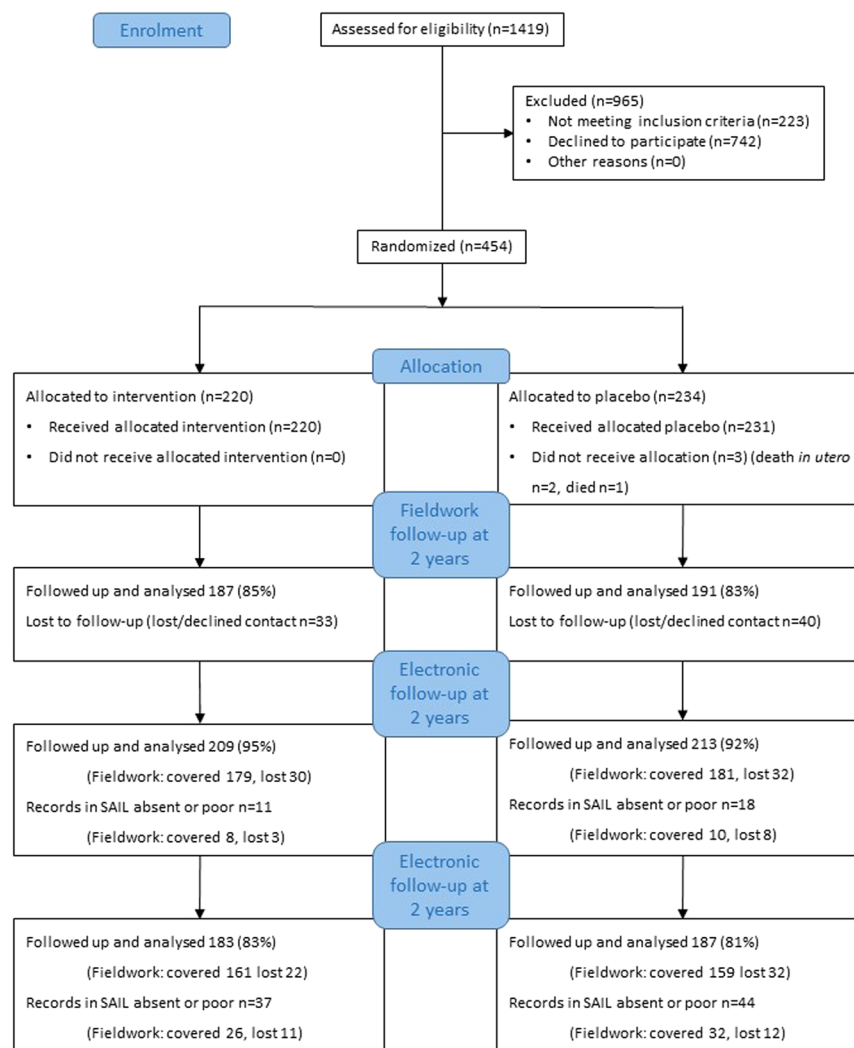 Enrolment
Assessed for eligibility (n=1419)
Excluded (n=965)
• Not meeting inclusion criteria (n=223)
• Declined to participate (n=742)
• Other reasons (n=0)
Randomized (n=454)
Allocation
Allocated to intervention (n=220)
• Received allocated intervention (n=220)
• Did not receive allocated intervention (n=0)
Allocated to placebo (n=234)
• Received allocated placebo (n=231)
• Did not receive allocation (n=3) (death in utero
n=2, died n=1)
Fieldwork
follow-up at
2 years
Followed up and analysed 187 (85%)
Lost to follow-up (lost/declined contact n=33)
Followed up and analysed 191 (83%)
Lost to follow-up (lost/declined contact n=40)
Electronic
follow-up at
2 years
Followed up and analysed 209 (95%)
(Fieldwork: covered 179, lost 30)
Records in SAIL absent or poor n=11
(Fieldwork: covered 8, lost 3)
Followed up and analysed 213 (92%)
(Fieldwork: covered 181, lost 32)
Records in SAIL absent or poor n=18
(Fieldwork: covered 10, lost 8)
Electronic
follow-up at
2 years
Followed up and analysed 183 (83%)
(Fieldwork: covered 161 lost 22)
Records in SAIL absent or poor n=37
(Fieldwork: covered 26, lost 11)
Followed up and analysed 187 (81%)
(Fieldwork: covered 159 lost 32)
Records in SAIL absent or poor n=44
(Fieldwork: covered 32, lost 12)